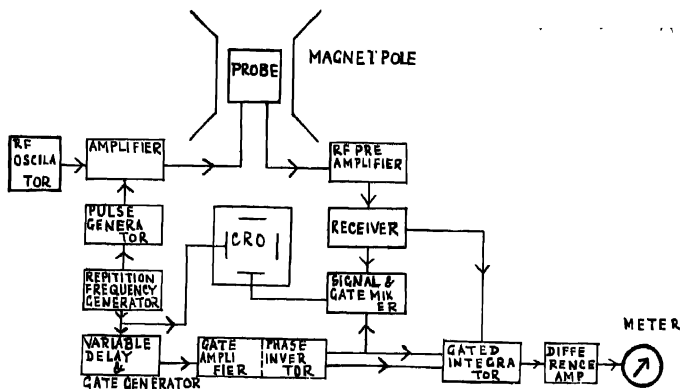 MAGNET POLE
PROBE
RF
OSCILA
TOR
AMPLIFIER
RF PRE
AMPLIFIER
PULSE
GENERA
TOR
CRO
RECEIVER
REPITITION
FREQUENCY
GENERATOR
SIGNAL &
GATE MIX
ER
METER
VARIABLE
DELAY
&
GATE GENERATOR
GATE
AMPLI
FIER
PHASE
INVER
TOR
GATED
INTEGRA
TOR
DIFFE
RENCE
AMP